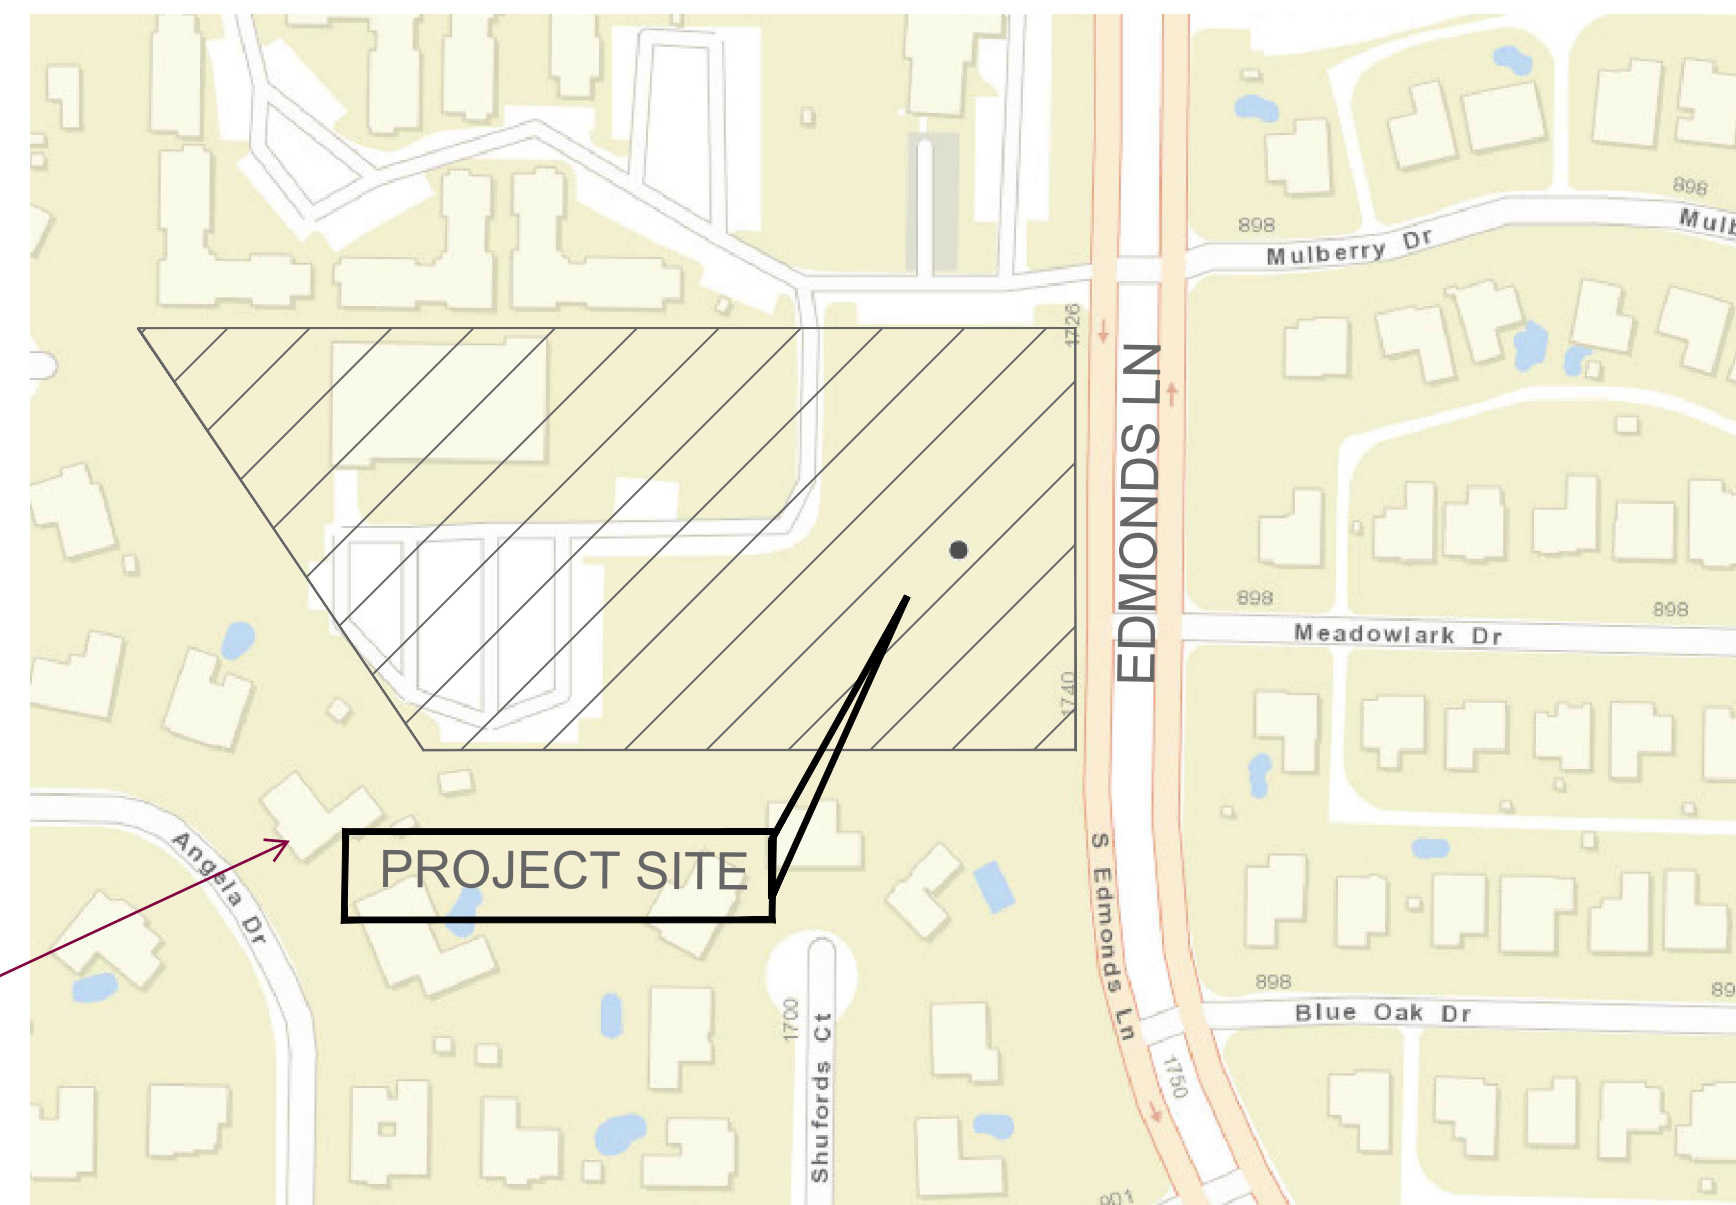 898
Mulb
898
Mulberry Dr
1726
EDMONDS LN
898
898
Meadowlark Dr
1740
S Edmonds Ln
PROJECT SITE
Angela Dr
898
89
Blue Oak Dr
1700
Shufords Ct
1750
901